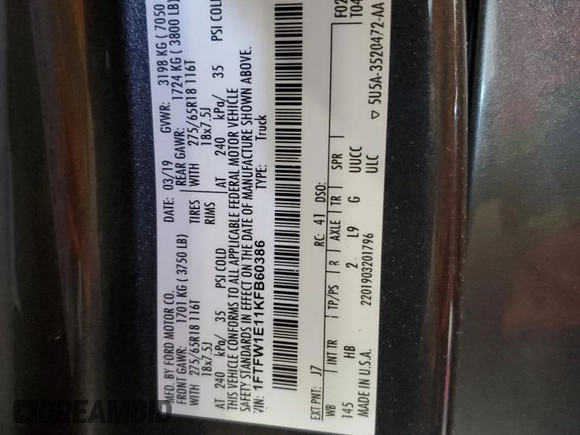 MFD. BY FORD MOTOR CO.
DATE: 03/19
GVWR: 3198 KG ( 7050
FRONT GAWR: 1701 KG ( 3750 LB)
REAR GAWR: 1724 KG ( 3800 LB)
WITH 275/65R18 116T TIRES WITH 275/65R18 116T
18x7.5J RIMS 18x7.5J
AT 240 kPa/ 35 PSI COLD AT 240 kPa/ 35 PSI COL
THIS VEHICLE CONFORMS TO ALL APPLICABLE FEDERAL MOTOR VEHICLE
SAFETY STANDARDS IN EFFECT ON THE DATE OF MANUFACTURE SHOWN ABOVE.
VIN: 1FTFW1E11KFB60386 TYPE: Truck
F02
T04
EXT PNT: J7 RC: 41 DSO:
WB INT TR TP/PS R AXLE TR SPR
145 HB 2 L9 G UUCC
2201903201796 ULC
MADE IN U.S.A. ▽ 5U5A-3520472-AA
DREAMBID